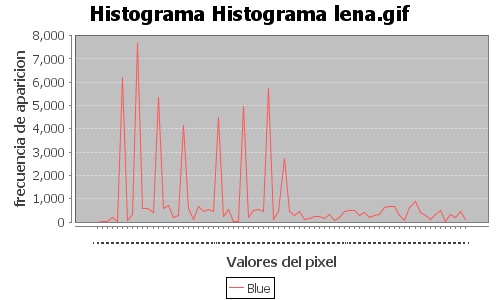 Histograma Histograma lena.gif
frecuencia de aparicion
8,000
7,000
6,000
5,000
4,000
3,000
2,000
1,000
0
Valores del pixel
Blue